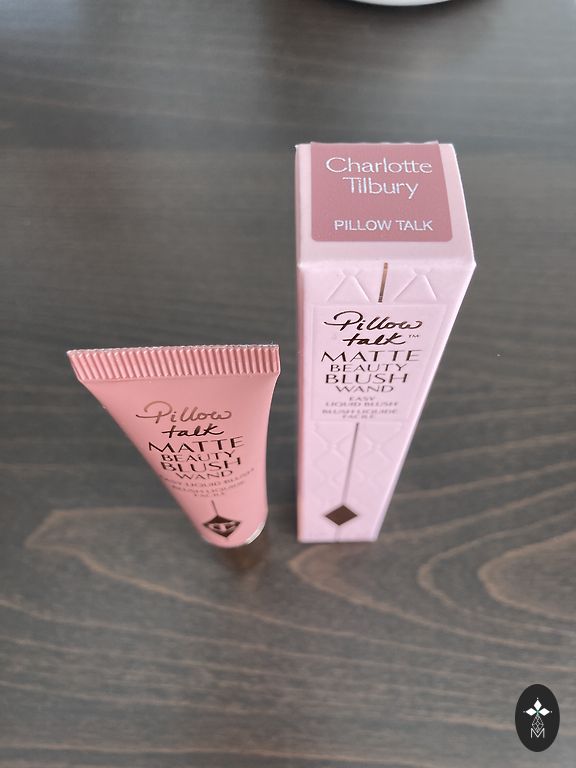 Charlotte
Tilbury
PILLOW TALK
Pillow
talk™
MATTE
BEAUTY
BLUSH
WAND
EASY
LIQUID BLUSH
BLUSH LIQUIDE
FACILE
Pillow
talk
MATTE
BEAUTY
BLUSH
WAND
EASY LIQUID BLUSH
BLUSH LIQUIDE
FACILE
M